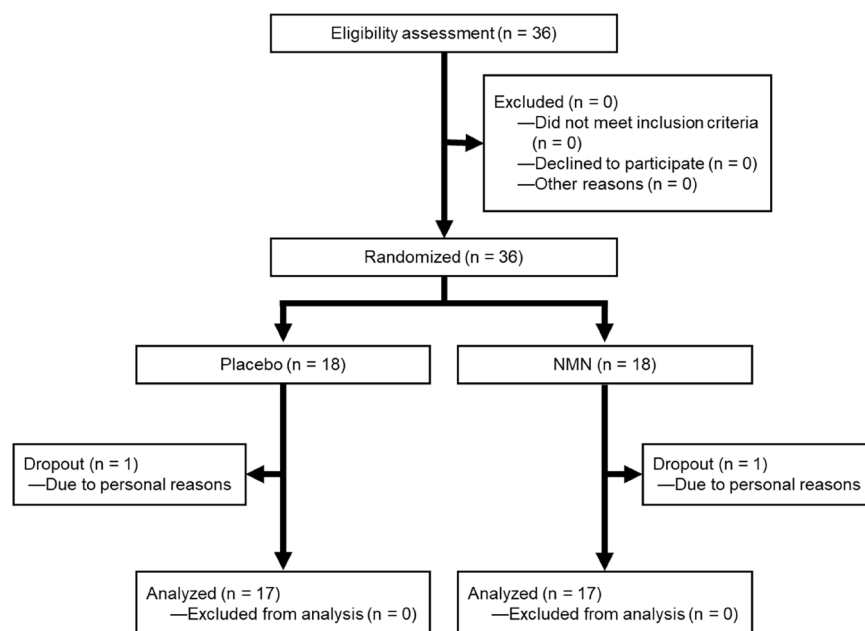 Eligibility assessment (n = 36)
Excluded (n = 0)
—Did not meet inclusion criteria
(n = 0)
—Declined to participate (n = 0)
—Other reasons (n = 0)
Randomized (n = 36)
Placebo (n = 18)
NMN (n = 18)
Dropout (n = 1)
—Due to personal reasons
Dropout (n = 1)
—Due to personal reasons
Analyzed (n = 17)
—Excluded from analysis (n = 0)
Analyzed (n = 17)
—Excluded from analysis (n = 0)